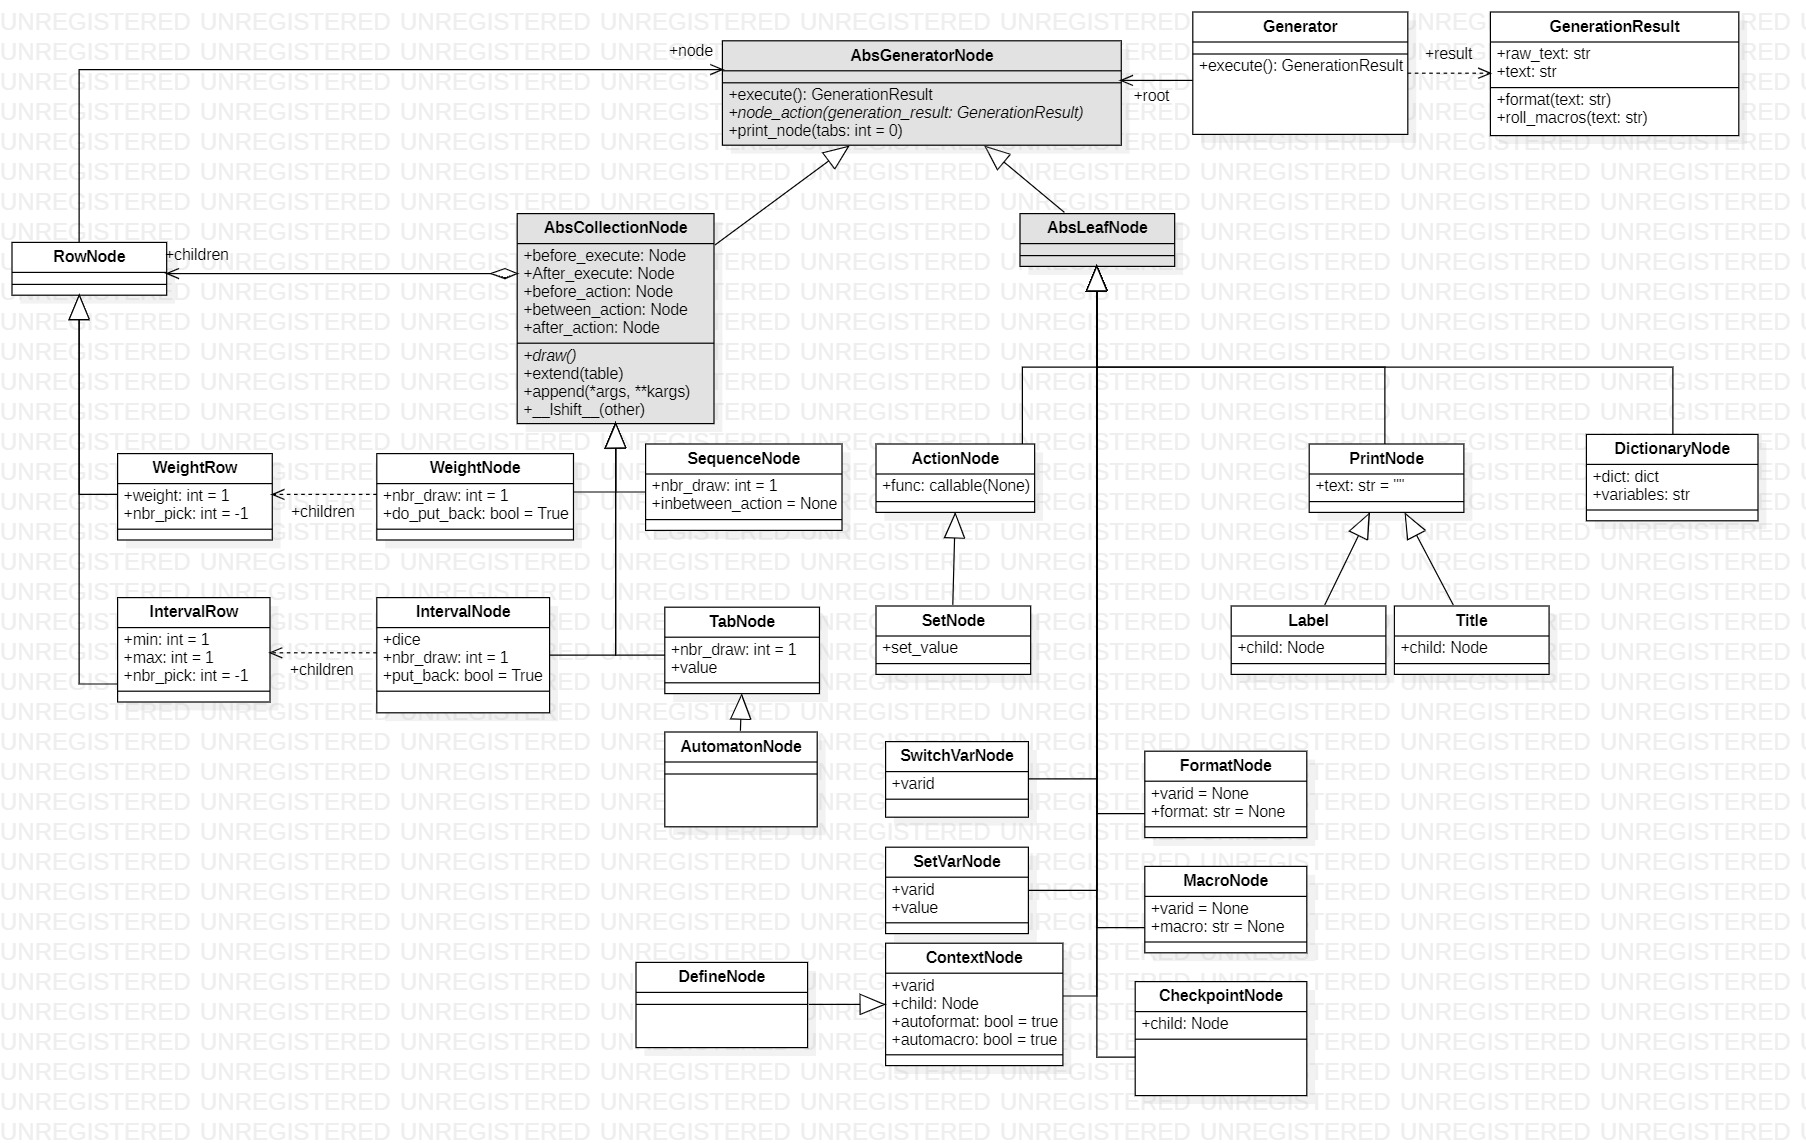 UNREGISTERED
+node
AbsGeneratorNode
+execute(): GenerationResult
+node_action(generation_result: GenerationResult)
+print_node(tabs: int = 0)
+root
Generator
+execute(): GenerationResult
+result
GenerationResult
+raw_text: str
+text: str
+format(text: str)
+roll_macros(text: str)
RowNode
+children
AbsCollectionNode
+before_execute: Node
+After_execute: Node
+before_action: Node
+between_action: Node
+after_action: Node
+draw()
+extend(table)
+append(*args, **kargs)
+__lshift__(other)
AbsLeafNode
WeightRow
+weight: int = 1
+nbr_pick: int = -1
+children
WeightNode
+nbr_draw: int = 1
+do_put_back: bool = True
SequenceNode
+nbr_draw: int = 1
+inbetween_action = None
ActionNode
+func: callable(None)
PrintNode
+text: str = ""
DictionaryNode
+dict: dict
+variables: str
IntervalRow
+min: int = 1
+max: int = 1
+nbr_pick: int = -1
+children
IntervalNode
+dice
+nbr_draw: int = 1
+put_back: bool = True
TabNode
+nbr_draw: int = 1
+value
SetNode
+set_value
Label
+child: Node
Title
+child: Node
AutomatonNode
SwitchVarNode
+varid
FormatNode
+varid = None
+format: str = None
SetVarNode
+varid
+value
MacroNode
+varid = None
+macro: str = None
DefineNode
ContextNode
+varid
+child: Node
+autoformat: bool = true
+automacro: bool = true
CheckpointNode
+child: Node